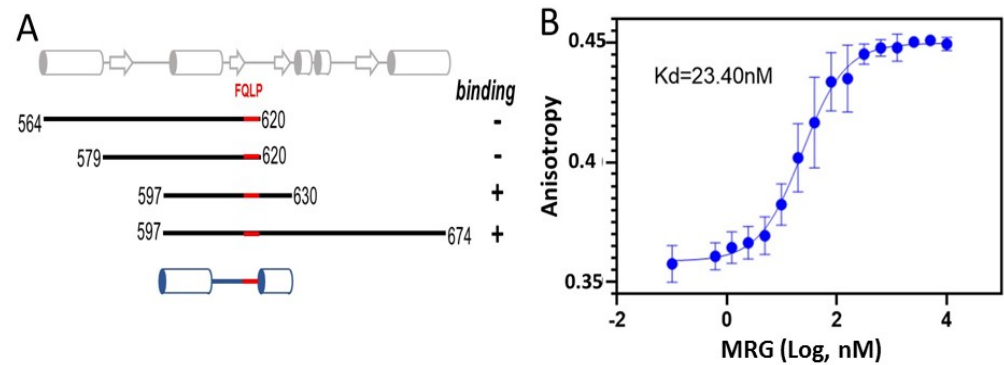 A
FQLP
binding
564 620 -
579 620 -
597 630 +
597 674 +
B
Kd=23.40nM
0.45
0.4
0.35
Anisotropy
-2 0 2 4
MRG (Log, nM)